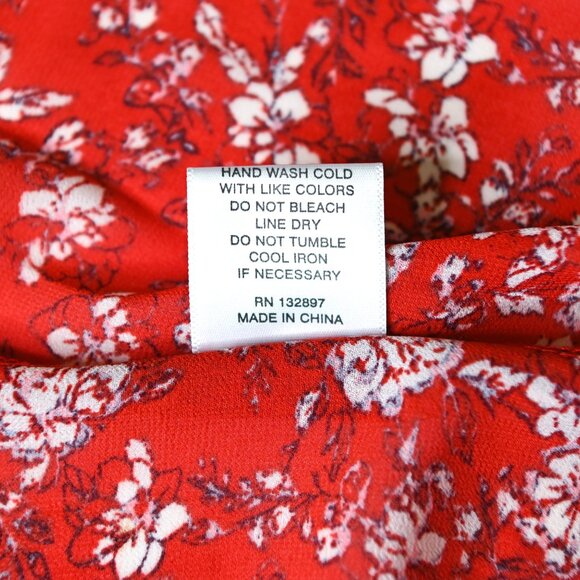 HAND WASH COLD
WITH LIKE COLORS
DO NOT BLEACH
LINE DRY
DO NOT TUMBLE
COOL IRON
IF NECESSARY
RN 132897
MADE IN CHINA